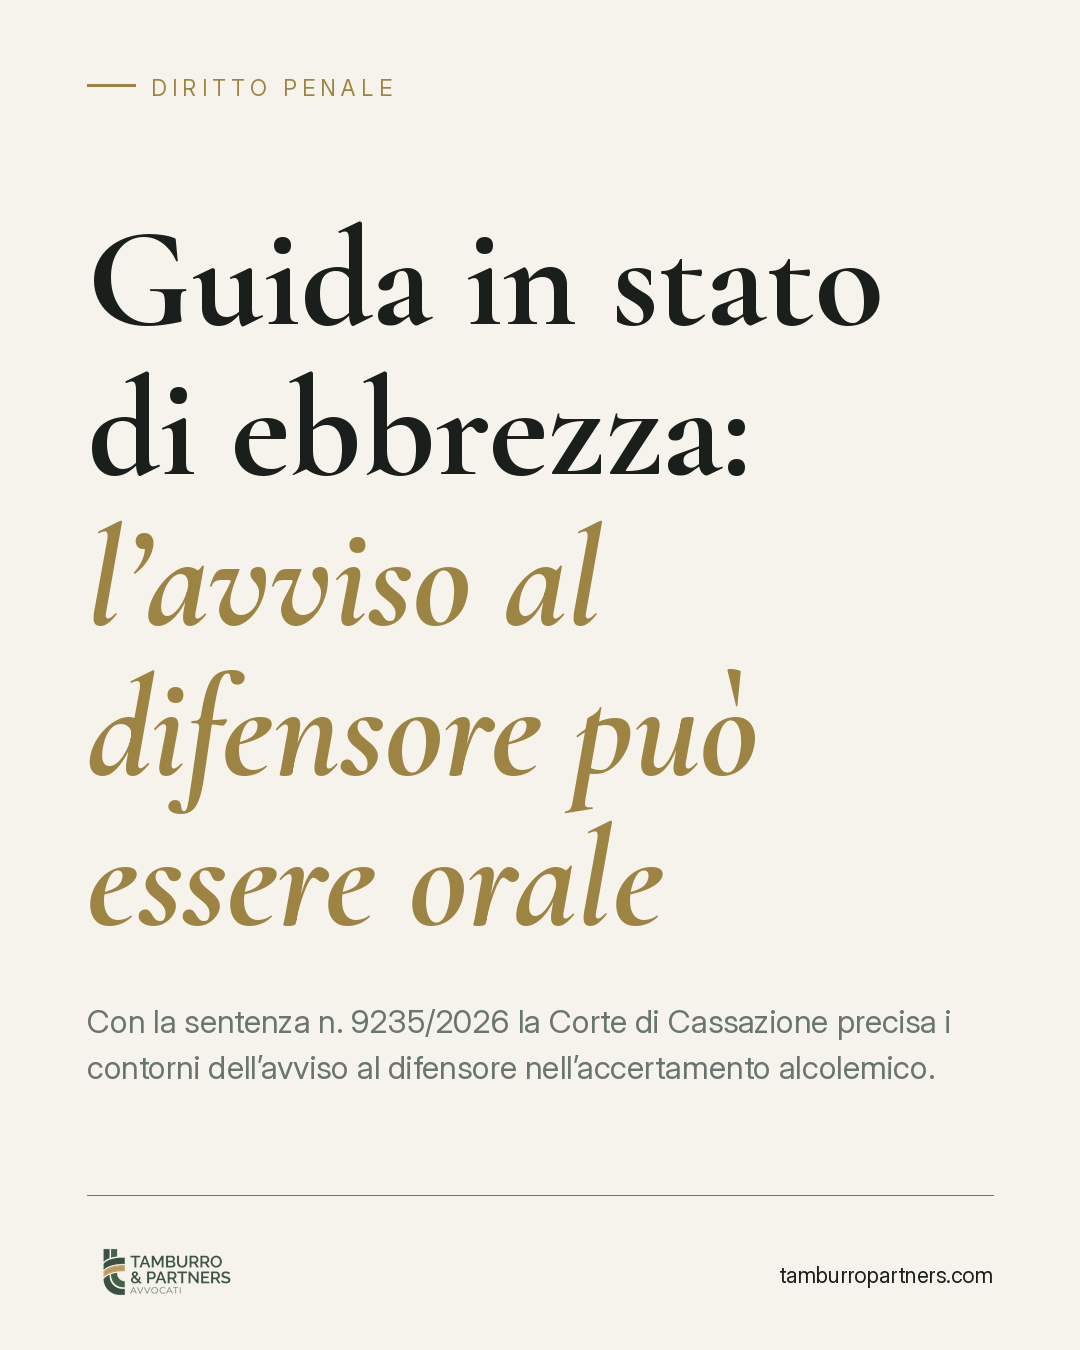 DIRITTO PENALE
Guida in stato
di ebbrezza:
l’avviso al
difensore può
essere orale
Con la sentenza n. 9235/2026 la Corte di Cassazione precisa i
contorni dell’avviso al difensore nell’accertamento alcolemico.
TAMBURRO
& PARTNERS
AVVOCATI
tamburropartners.com